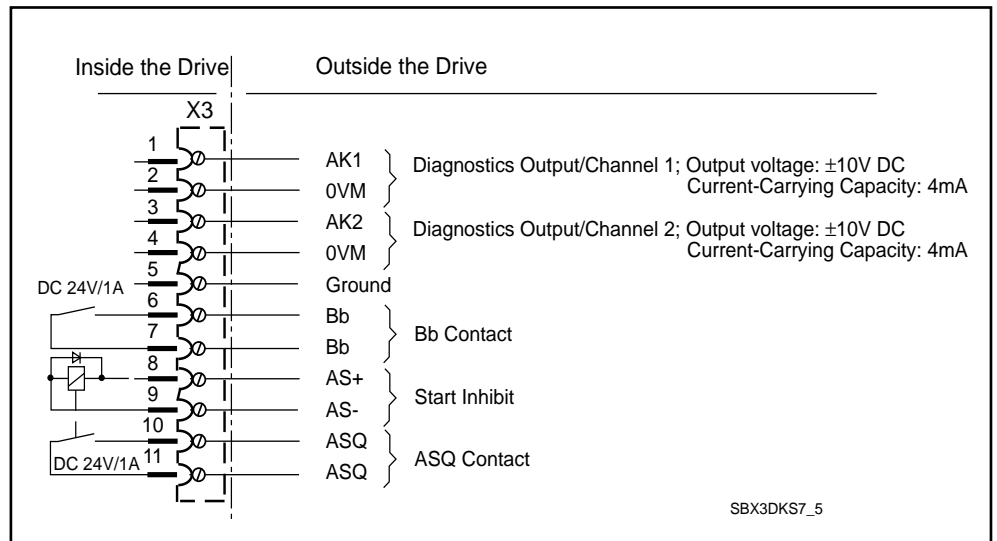 Inside the Drive Outside the Drive
X3
1 AK1 Diagnostics Output/Channel 1; Output voltage: ±10V DC
2 0VM Current-Carrying Capacity: 4mA
3 AK2 Diagnostics Output/Channel 2; Output voltage: ±10V DC
4 0VM Current-Carrying Capacity: 4mA
5 Ground
DC 24V/1A
6 Bb
Bb Contact
7 Bb
8 AS+
Start Inhibit
9 AS-
10 ASQ
ASQ Contact
DC 24V/1A 11 ASQ
SBX3DKS7_5